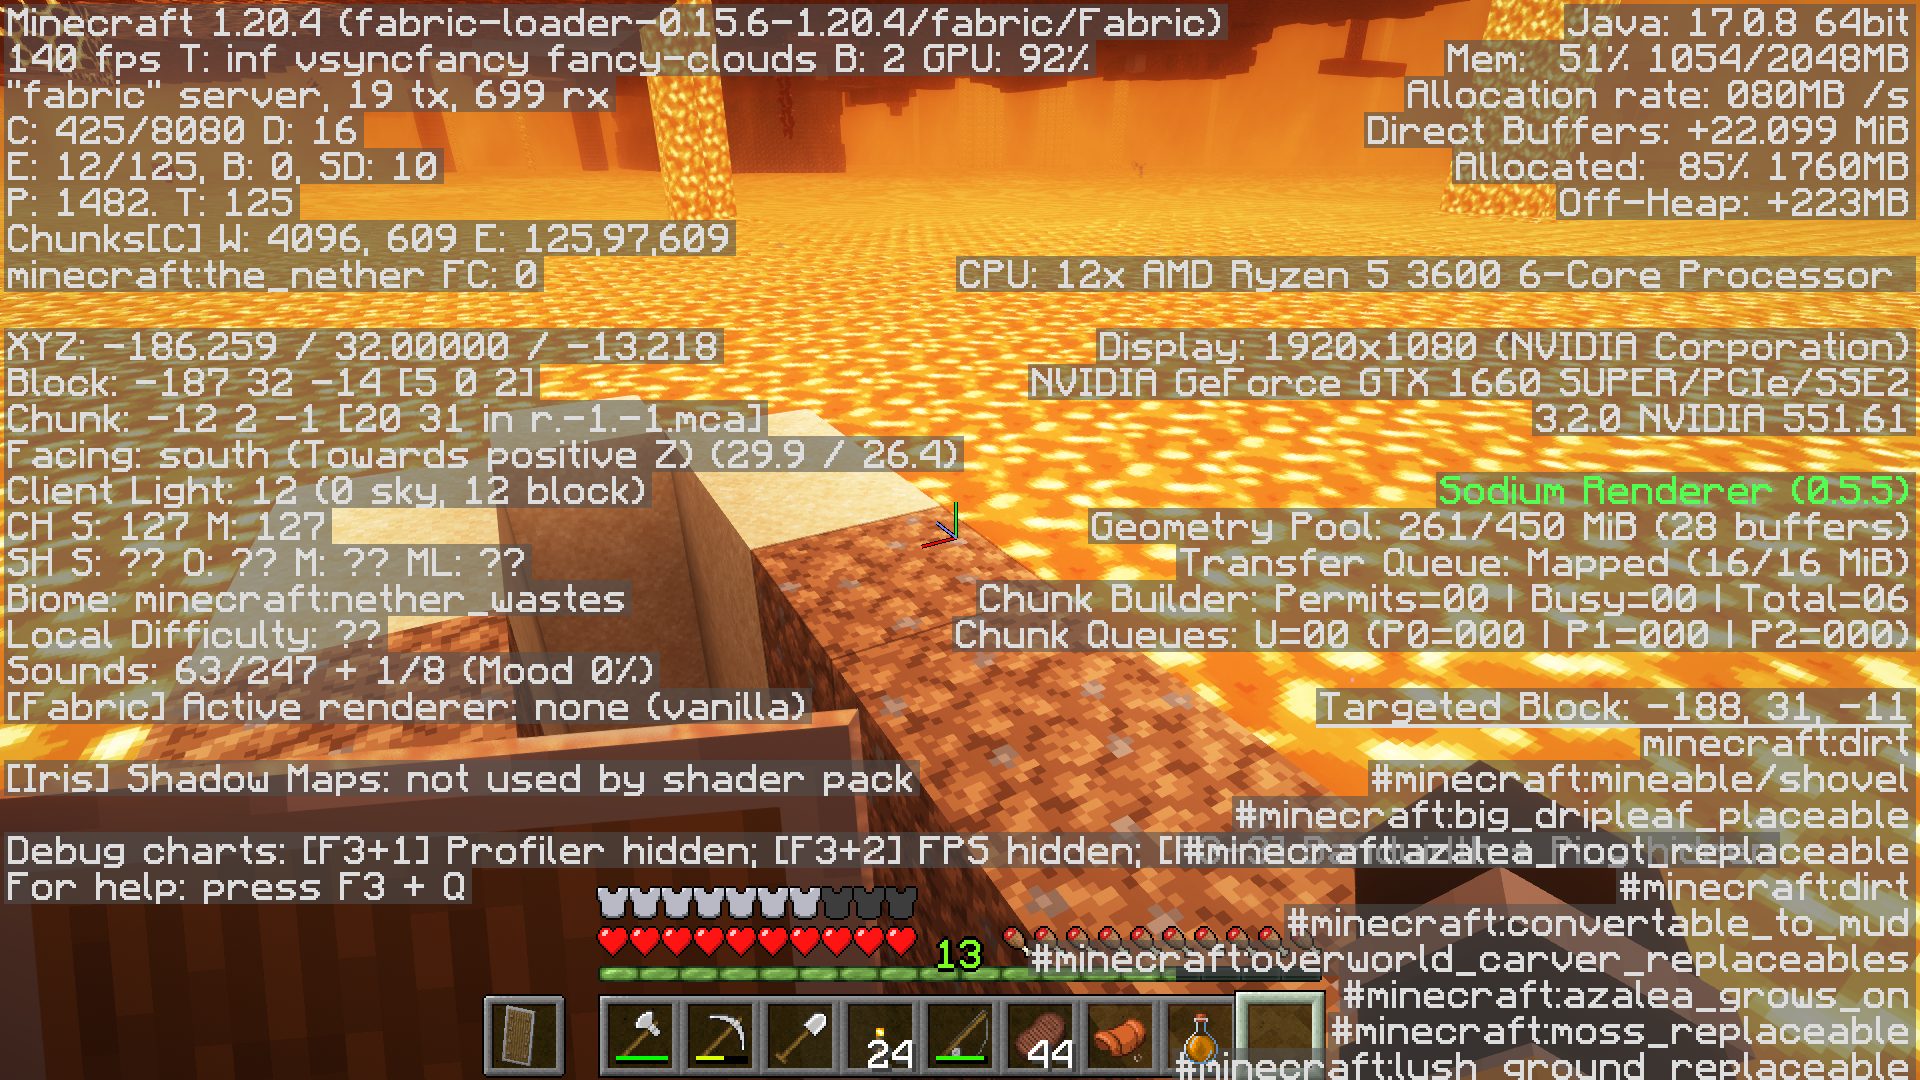 Minecraft 1.20.4 (fabric-loader-0.15.6-1.20.4/fabric/Fabric)
140 fps T: inf vsyncfancy fancy-clouds B: 2 GPU: 92%
"fabric" server, 19 tx, 699 rx
C: 425/8080 D: 16
E: 12/125, B: 0, SD: 10
P: 1482. T: 125
Chunks[C] W: 4096, 609 E: 125,97,609
minecraft:the_nether FC: 0
XYZ: -186.259 / 32.00000 / -13.218
Block: -187 32 -14 [5 0 2]
Chunk: -12 2 -1 [20 31 in r.-1.-1.mca]
Facing: south (Towards positive Z) (29.9 / 26.4)
Client Light: 12 (0 sky, 12 block)
CH S: 127 M: 127
SH S: ?? O: ?? M: ?? ML: ??
Biome: minecraft:nether_wastes
Local Difficulty: ??
Sounds: 63/247 + 1/8 (Mood 0%)
[Fabric] Active renderer: none (vanilla)
[Iris] Shadow Maps: not used by shader pack
Debug charts: [F3+1] Profiler hidden; [F3+2] FPS hidden;
For help: press F3 + Q
Java: 17.0.8 64bit
Mem: 51% 1054/2048MB
Allocation rate: 080MB /s
Direct Buffers: +22.099 MiB
Allocated: 85% 1760MB
Off-Heap: +223MB
CPU: 12x AMD Ryzen 5 3600 6-Core Processor
Display: 1920x1080 (NVIDIA Corporation)
NVIDIA GeForce GTX 1660 SUPER/PCIe/SSE2
3.2.0 NVIDIA 551.61
Sodium Renderer (0.5.5)
Geometry Pool: 261/450 MiB (28 buffers)
Transfer Queue: Mapped (16/16 MiB)
Chunk Builder: Permits=00 | Busy=00 | Total=06
Chunk Queues: U=00 (P0=000 | P1=000 | P2=000)
Targeted Block: -188, 31, -11
minecraft:dirt
#minecraft:mineable/shovel
#minecraft:big_dripleaf_placeable
#minecraft:azalea_root_replaceable
#minecraft:dirt
#minecraft:convertable_to_mud
#minecraft:overworld_carver_replaceables
#minecraft:azalea_grows_on
#minecraft:moss_replaceable
#minecraft:lush_ground_replaceable
13
24
44